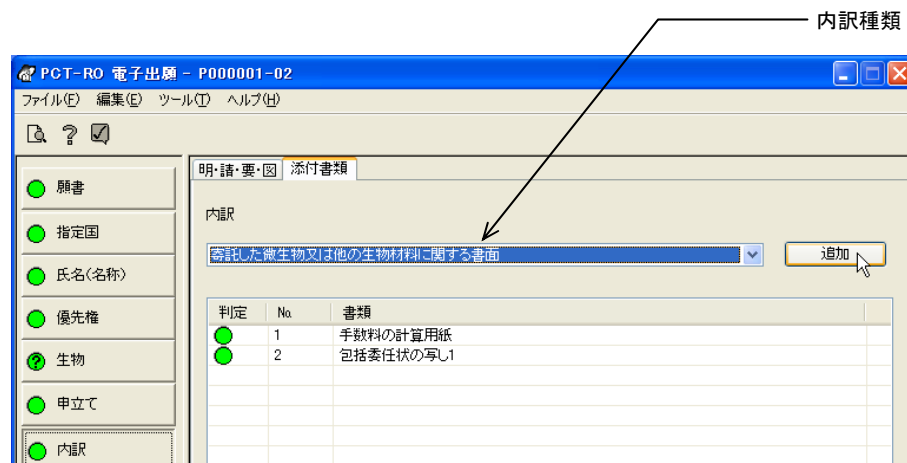 内訳種類
PCT-RO 電子出願 - P000001-02
ファイル(F) 編集(E) ツール(T) ヘルプ(H)
願書
指定国
氏名(名称)
優先権
生物
申立て
内訳
明・請・要・図 添付書類
内訳
寄託した微生物又は他の生物材料に関する書面 追加
判定 No. 書類
1 手数料の計算用紙
2 包括委任状の写し1